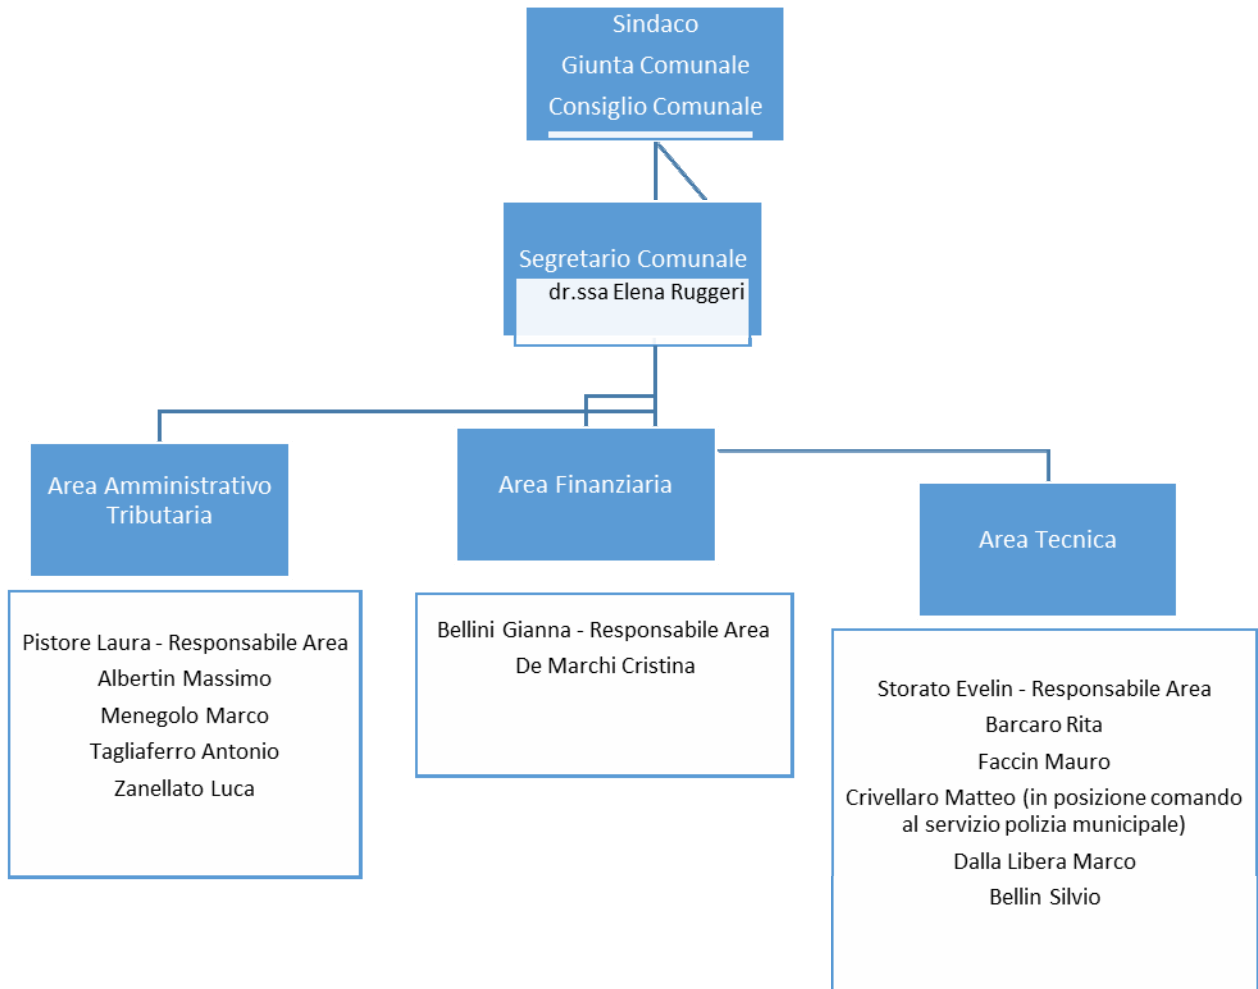 Sindaco
Giunta Comunale
Consiglio Comunale
Segretario Comunale
dr.ssa Elena Ruggeri
Area Amministrativo
Tributaria
Pistore Laura - Responsabile Area
Albertin Massimo
Menegolo Marco
Tagliaferro Antonio
Zanellato Luca
Area Finanziaria
Bellini Gianna - Responsabile Area
De Marchi Cristina
Area Tecnica
Storato Evelin - Responsabile Area
Barcaro Rita
Faccin Mauro
Crivellaro Matteo (in posizione comando
al servizio polizia municipale)
Dalla Libera Marco
Bellin Silvio